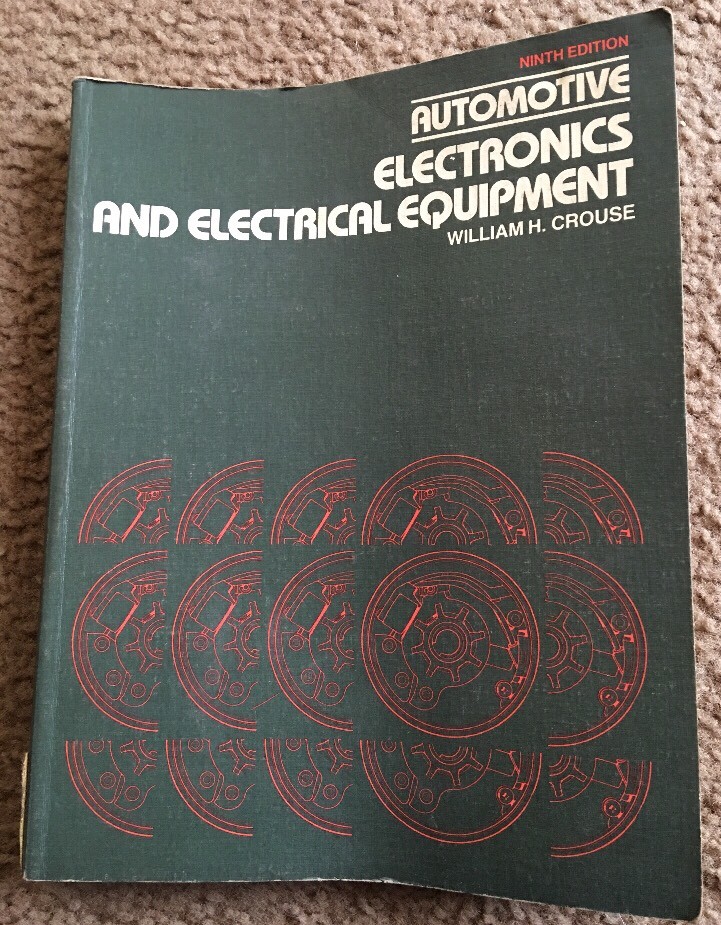 NINTH EDITION
AUTOMOTIVE
ELECTRONICS
AND ELECTRICAL EQUIPMENT
WILLIAM H. CROUSE